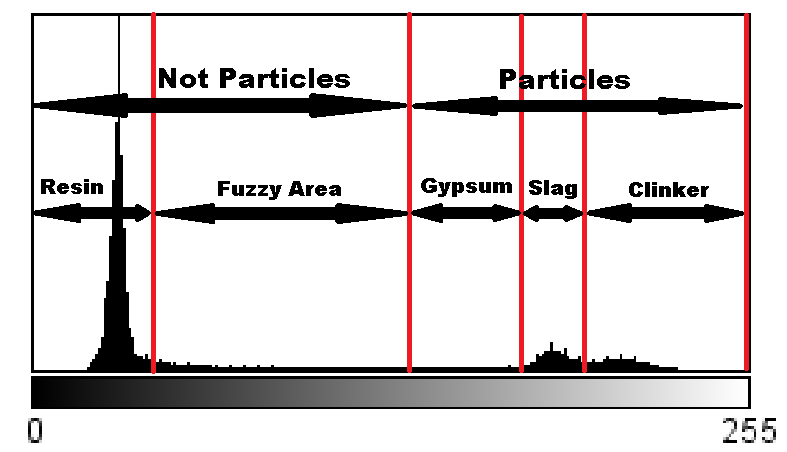 Not Particles
Particles
Resin
Fuzzy Area
Gypsum
Slag
Clinker
0
255